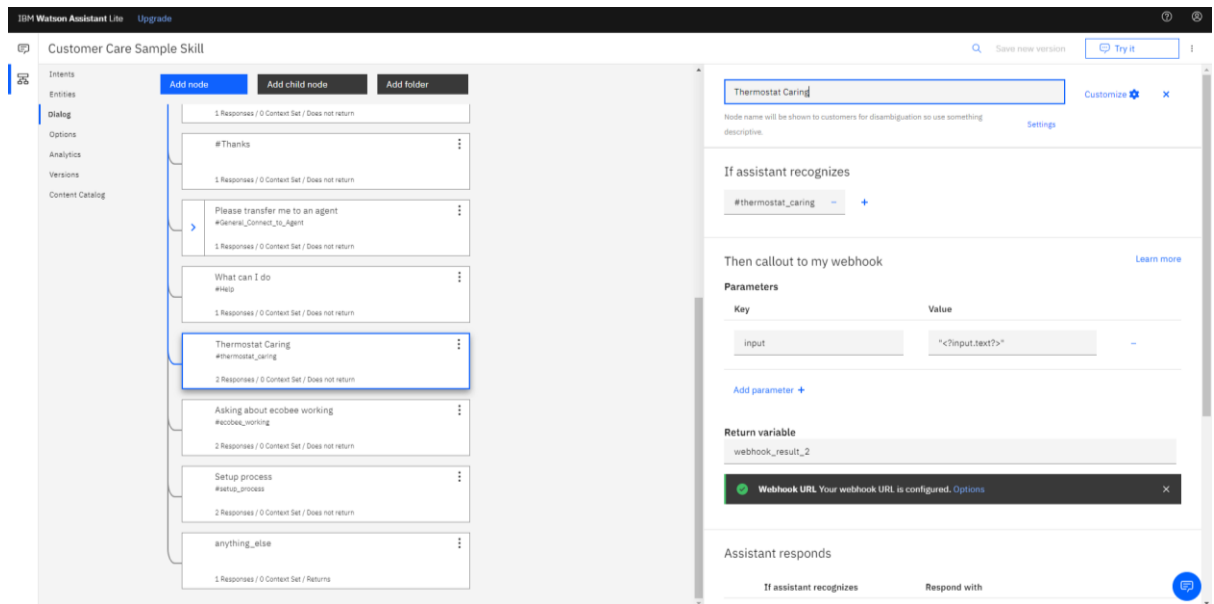 IBM Watson Assistant Lite Upgrade
Customer Care Sample Skill
Save new version
Try it
Intents
Entities
Dialog
Options
Analytics
Versions
Content Catalog
Add node
Add child node
Add folder
1 Responses / 0 Context Set / Does not return
#Thanks
1 Responses / 0 Context Set / Does not return
Please transfer me to an agent
#General_Connect_to_Agent
1 Responses / 0 Context Set / Does not return
What can I do
#Help
1 Responses / 0 Context Set / Does not return
Thermostat Caring
#thermostat_caring
2 Responses / 0 Context Set / Does not return
Asking about ecobee working
#ecobee_working
2 Responses / 0 Context Set / Does not return
Setup process
#setup_process
2 Responses / 0 Context Set / Does not return
anything_else
1 Responses / 0 Context Set / Returns
Thermostat Caring
Customize
Node name will be shown to customers for disambiguation so use something
descriptive.
Settings
If assistant recognizes
#thermostat_caring
Then callout to my webhook
Learn more
Parameters
Key Value
input "<?input.text?>"
Add parameter +
Return variable
webhook_result_2
Webhook URL Your webhook URL is configured. Options
Assistant responds
If assistant recognizes Respond with